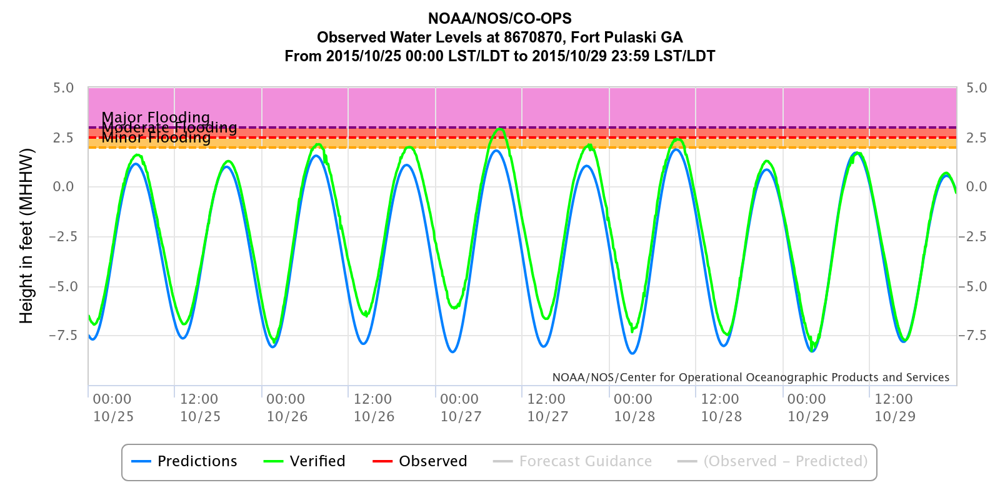 NOAA/NOS/CO-OPS
Observed Water Levels at 8670870, Fort Pulaski GA
From 2015/10/25 00:00 LST/LDT to 2015/10/29 23:59 LST/LDT
5.0 5.0
Major Flooding
Moderate Flooding
Minor Flooding
2.5 2.5
0.0 0.0
−2.5 −2.5
−5.0 −5.0
−7.5 −7.5
Height in feet (MHHW)
NOAA/NOS/Center for Operational Oceanographic Products and Services
00:00 12:00 00:00 12:00 00:00 12:00 00:00 12:00 00:00 12:00
10/25 10/25 10/26 10/26 10/27 10/27 10/28 10/28 10/29 10/29
Predictions Verified Observed Forecast Guidance (Observed − Predicted)